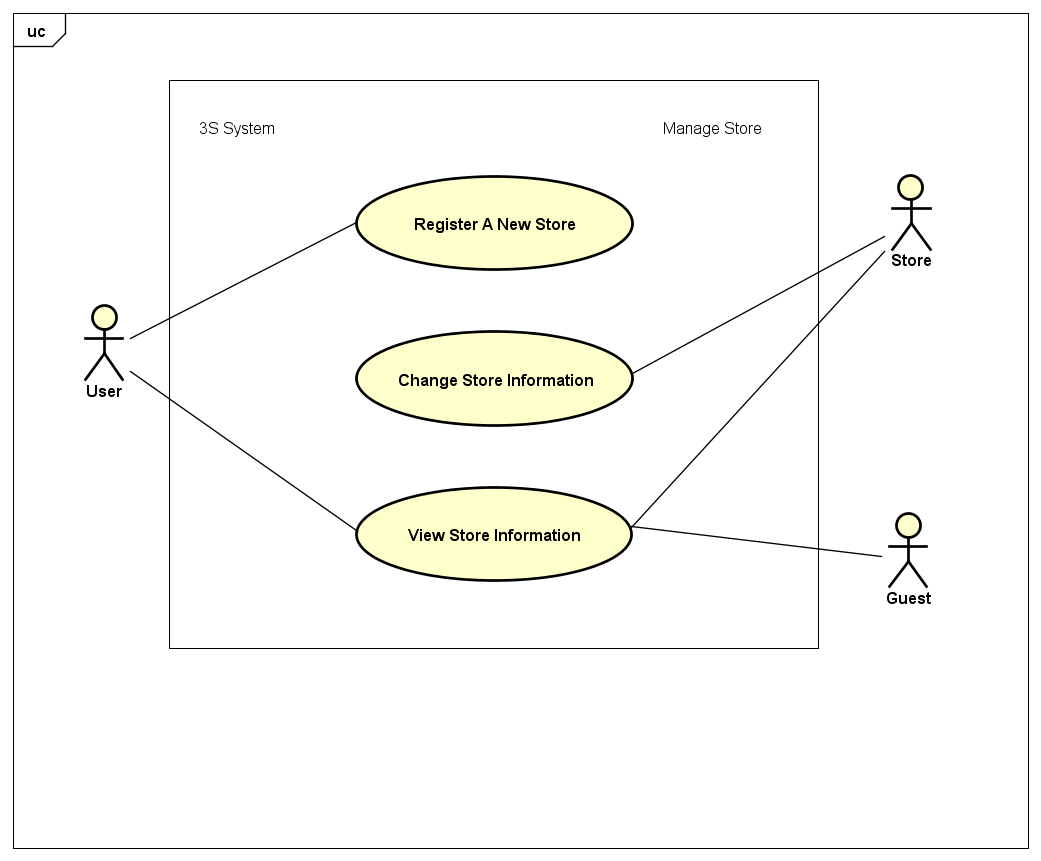 uc
3S System
Manage Store
Register A New Store
Store
Change Store Information
User
View Store Information
Guest